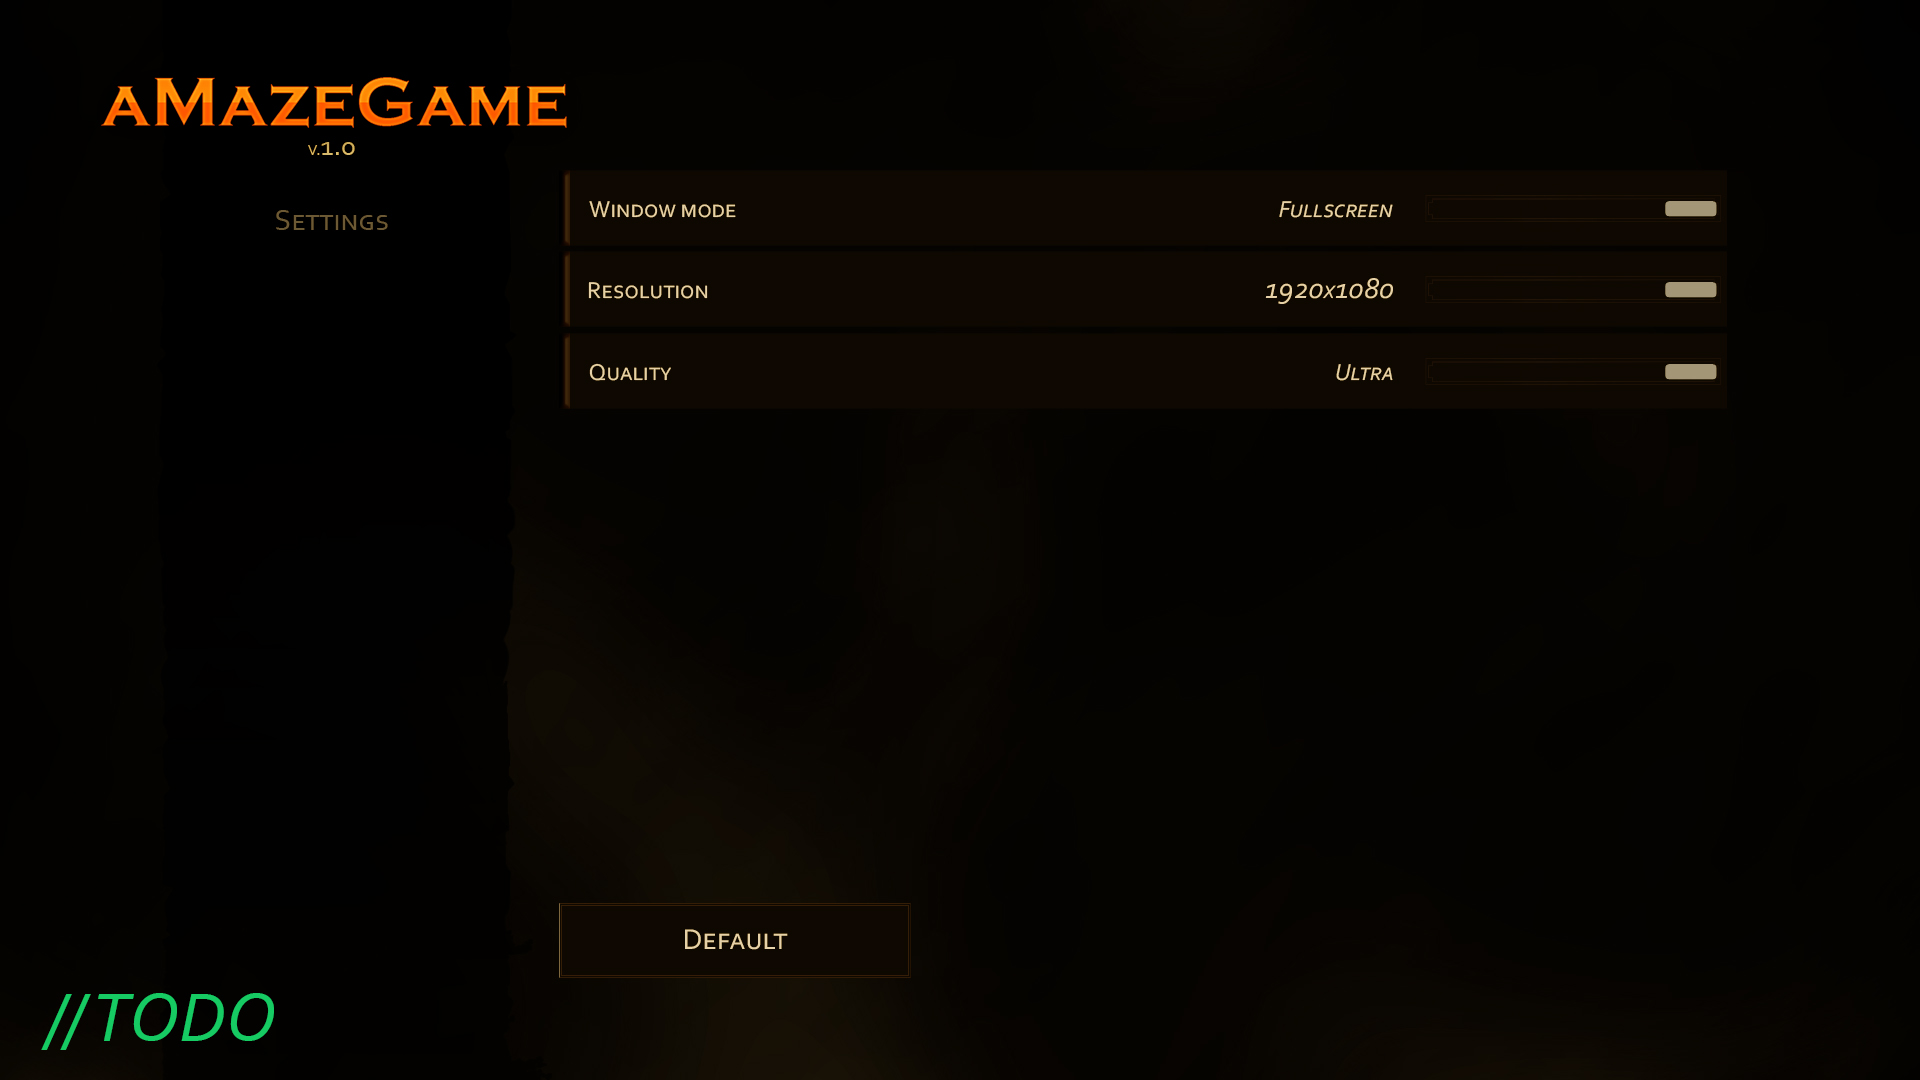 aMazeGame
v.1.0
Settings
Window mode Fullscreen
Resolution 1920x1080
Quality Ultra
Default
//TODO